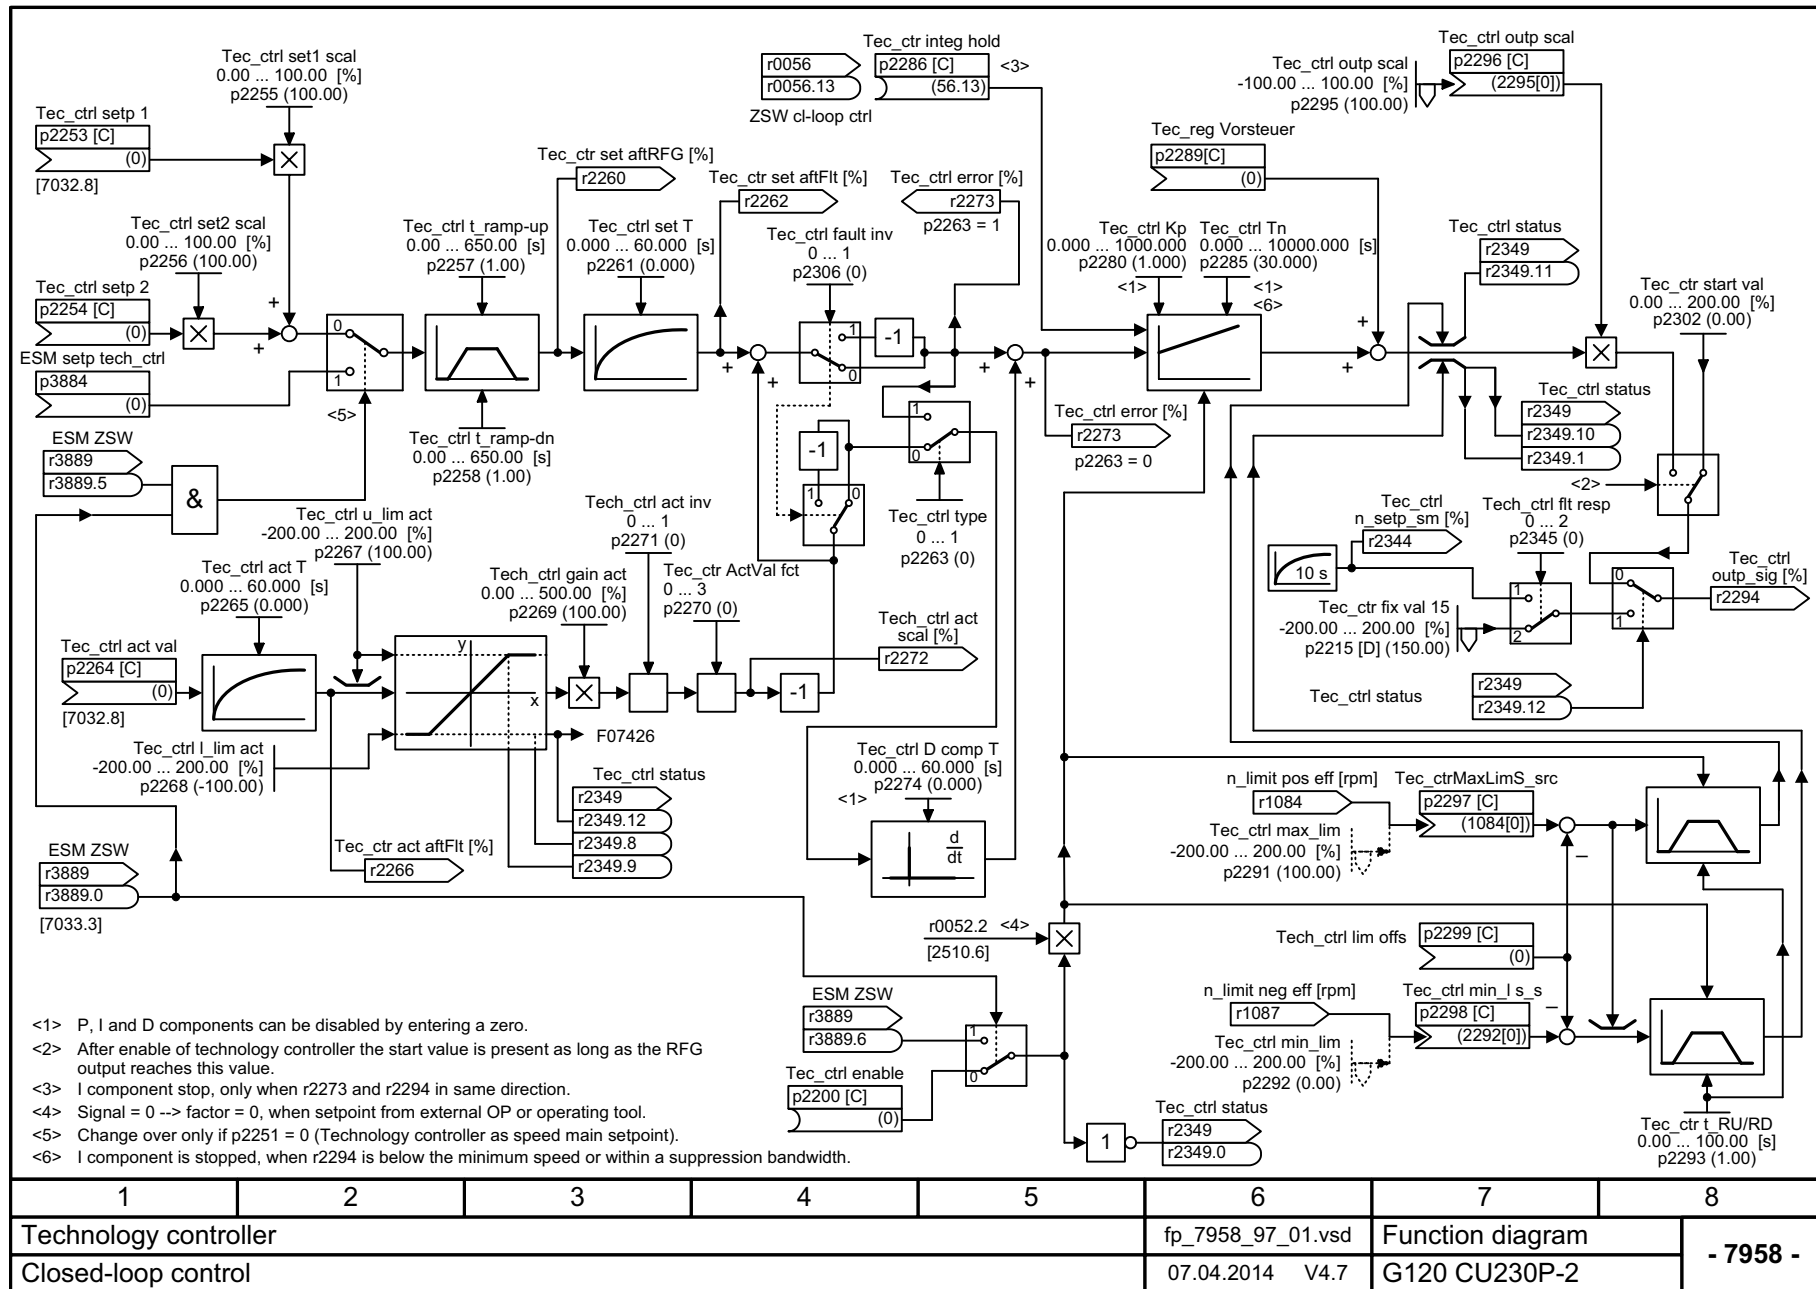 Tec_ctrl set1 scal
0.00 ... 100.00 [%]
p2255 (100.00)
Tec_ctrl setp 1
p2253 [C]
(0)
[7032.8]
Tec_ctrl set2 scal
0.00 ... 100.00 [%]
p2256 (100.00)
Tec_ctrl setp 2
p2254 [C]
(0)
+
+
ESM setp tech_ctrl
p3884
(0)
0
1
<5>
ESM ZSW
r3889
r3889.5
&
Tec_ctrl t_ramp-up
0.00 ... 650.00 [s]
p2257 (1.00)
Tec_ctrl t_ramp-dn
0.00 ... 650.00 [s]
p2258 (1.00)
Tec_ctr set aftRFG [%]
r2260
Tec_ctrl set T
0.000 ... 60.000 [s]
p2261 (0.000)
Tec_ctr set aftFlt [%]
r2262
Tec_ctrl fault inv
0 ... 1
p2306 (0)
+
+
1
0
-1
r0056
r0056.13
ZSW cl-loop ctrl
Tec_ctr integ hold
p2286 [C]
(56.13)
<3>
Tec_ctrl error [%]
r2273
p2263 = 1
+
+
Tec_ctrl error [%]
r2273
p2263 = 0
1
0
Tec_ctrl type
0 ... 1
p2263 (0)
-1
1
0
Tec_reg Vorsteuer
p2289[C]
(0)
Tec_ctrl Kp
0.000 ... 1000.000
p2280 (1.000)
<1>
Tec_ctrl Tn
0.000 ... 10000.000 [s]
p2285 (30.000)
<1>
<6>
+
+
Tec_ctrl outp scal
-100.00 ... 100.00 [%]
p2295 (100.00)
Tec_ctrl outp scal
p2296 [C]
(2295[0])
Tec_ctrl status
r2349
r2349.11
Tec_ctr start val
0.00 ... 200.00 [%]
p2302 (0.00)
Tec_ctrl status
r2349
r2349.10
r2349.1
<2>
Tec_ctrl
n_setp_sm [%]
r2344
10 s
Tech_ctrl flt resp
0 ... 2
p2345 (0)
1
2
0
1
Tec_ctrl
outp_sig [%]
r2294
Tec_ctr fix val 15
-200.00 ... 200.00 [%]
p2215 [D] (150.00)
Tec_ctrl status
r2349
r2349.12
Tec_ctrl u_lim act
-200.00 ... 200.00 [%]
p2267 (100.00)
Tec_ctrl act T
0.000 ... 60.000 [s]
p2265 (0.000)
Tec_ctrl act val
p2264 [C]
(0)
[7032.8]
Tec_ctrl l_lim act
-200.00 ... 200.00 [%]
p2268 (-100.00)
y
x
Tech_ctrl gain act
0.00 ... 500.00 [%]
p2269 (100.00)
Tech_ctrl act inv
0 ... 1
p2271 (0)
Tec_ctr ActVal fct
0 ... 3
p2270 (0)
Tech_ctrl act
scal [%]
r2272
-1
F07426
Tec_ctrl status
r2349
r2349.12
r2349.8
r2349.9
Tec_ctr act aftFlt [%]
r2266
Tec_ctrl D comp T
0.000 ... 60.000 [s]
p2274 (0.000)
<1>
d
dt
ESM ZSW
r3889
r3889.0
[7033.3]
r0052.2 <4>
[2510.6]
ESM ZSW
r3889
r3889.6
Tec_ctrl enable
p2200 [C]
(0)
1
0
1
Tec_ctrl status
r2349
r2349.0
n_limit pos eff [rpm]
r1084
Tec_ctrl max_lim
-200.00 ... 200.00 [%]
p2291 (100.00)
Tec_ctrMaxLimS_src
p2297 [C]
(1084[0])
–
Tech_ctrl lim offs
p2299 [C]
(0)
n_limit neg eff [rpm]
r1087
Tec_ctrl min_lim
-200.00 ... 200.00 [%]
p2292 (0.00)
Tec_ctrl min_l s_s
p2298 [C]
(2292[0])
–
Tec_ctr t_RU/RD
0.00 ... 100.00 [s]
p2293 (1.00)
<1> P, I and D components can be disabled by entering a zero.
<2> After enable of technology controller the start value is present as long as the RFG
output reaches this value.
<3> I component stop, only when r2273 and r2294 in same direction.
<4> Signal = 0 --> factor = 0, when setpoint from external OP or operating tool.
<5> Change over only if p2251 = 0 (Technology controller as speed main setpoint).
<6> I component is stopped, when r2294 is below the minimum speed or within a suppression bandwidth.
1 2 3 4 5 6 7 8
Technology controller
fp_7958_97_01.vsd
Function diagram
- 7958 -
Closed-loop control
07.04.2014 V4.7
G120 CU230P-2